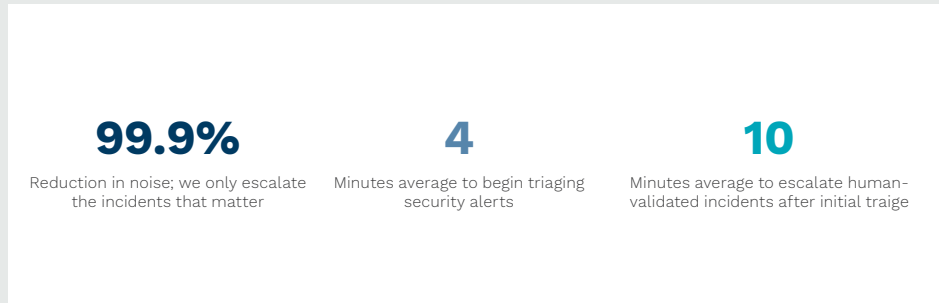 99.9%
Reduction in noise; we only escalate
the incidents that matter
4
Minutes average to begin triaging
security alerts
10
Minutes average to escalate human-
validated incidents after initial traige